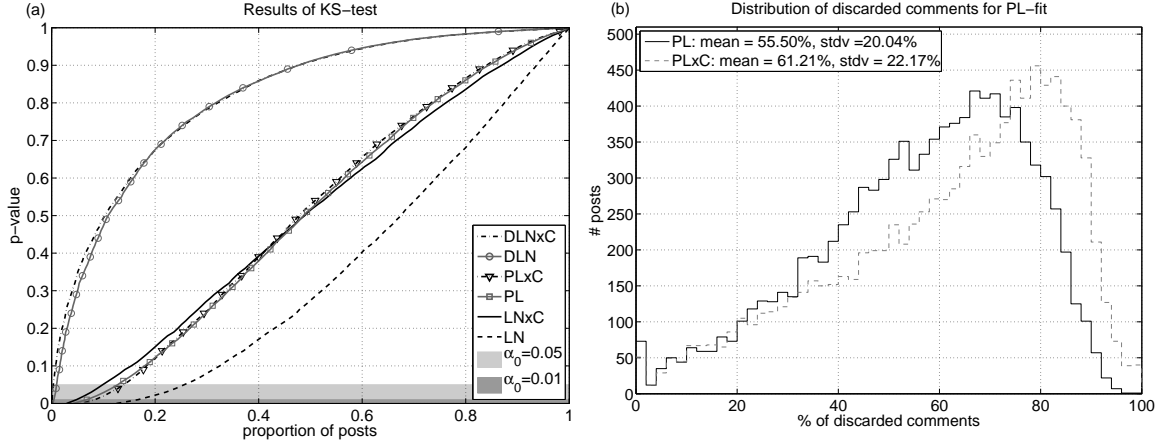 (a)
Results of KS−test
1
0.9
0.8
0.7
0.6
0.5
0.4
0.3
0.2
0.1
0
p−value
DLNxC
DLN
PLxC
PL
LNxC
LN
α0=0.05
α0=0.01
0 0.2 0.4 0.6 0.8 1
proportion of posts
(b)
Distribution of discarded comments for PL−fit
500
450
400
350
300
250
200
150
100
50
0
# posts
PL: mean = 55.50%, stdv =20.04%
PLxC: mean = 61.21%, stdv = 22.17%
0 20 40 60 80 100
% of discarded comments